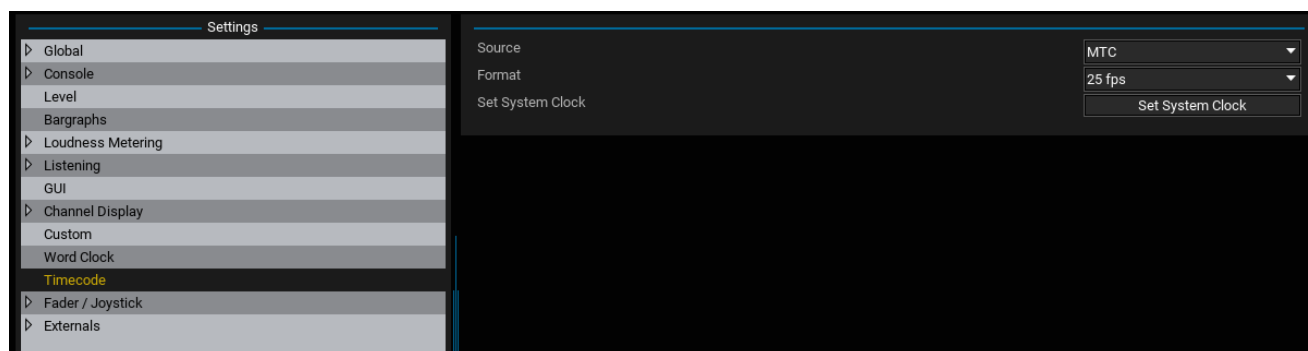 Settings
Global
Console
Level
Bargraphs
Loudness Metering
Listening
GUI
Channel Display
Custom
Word Clock
Timecode
Fader / Joystick
Externals
Source
MTC
Format
25 fps
Set System Clock
Set System Clock